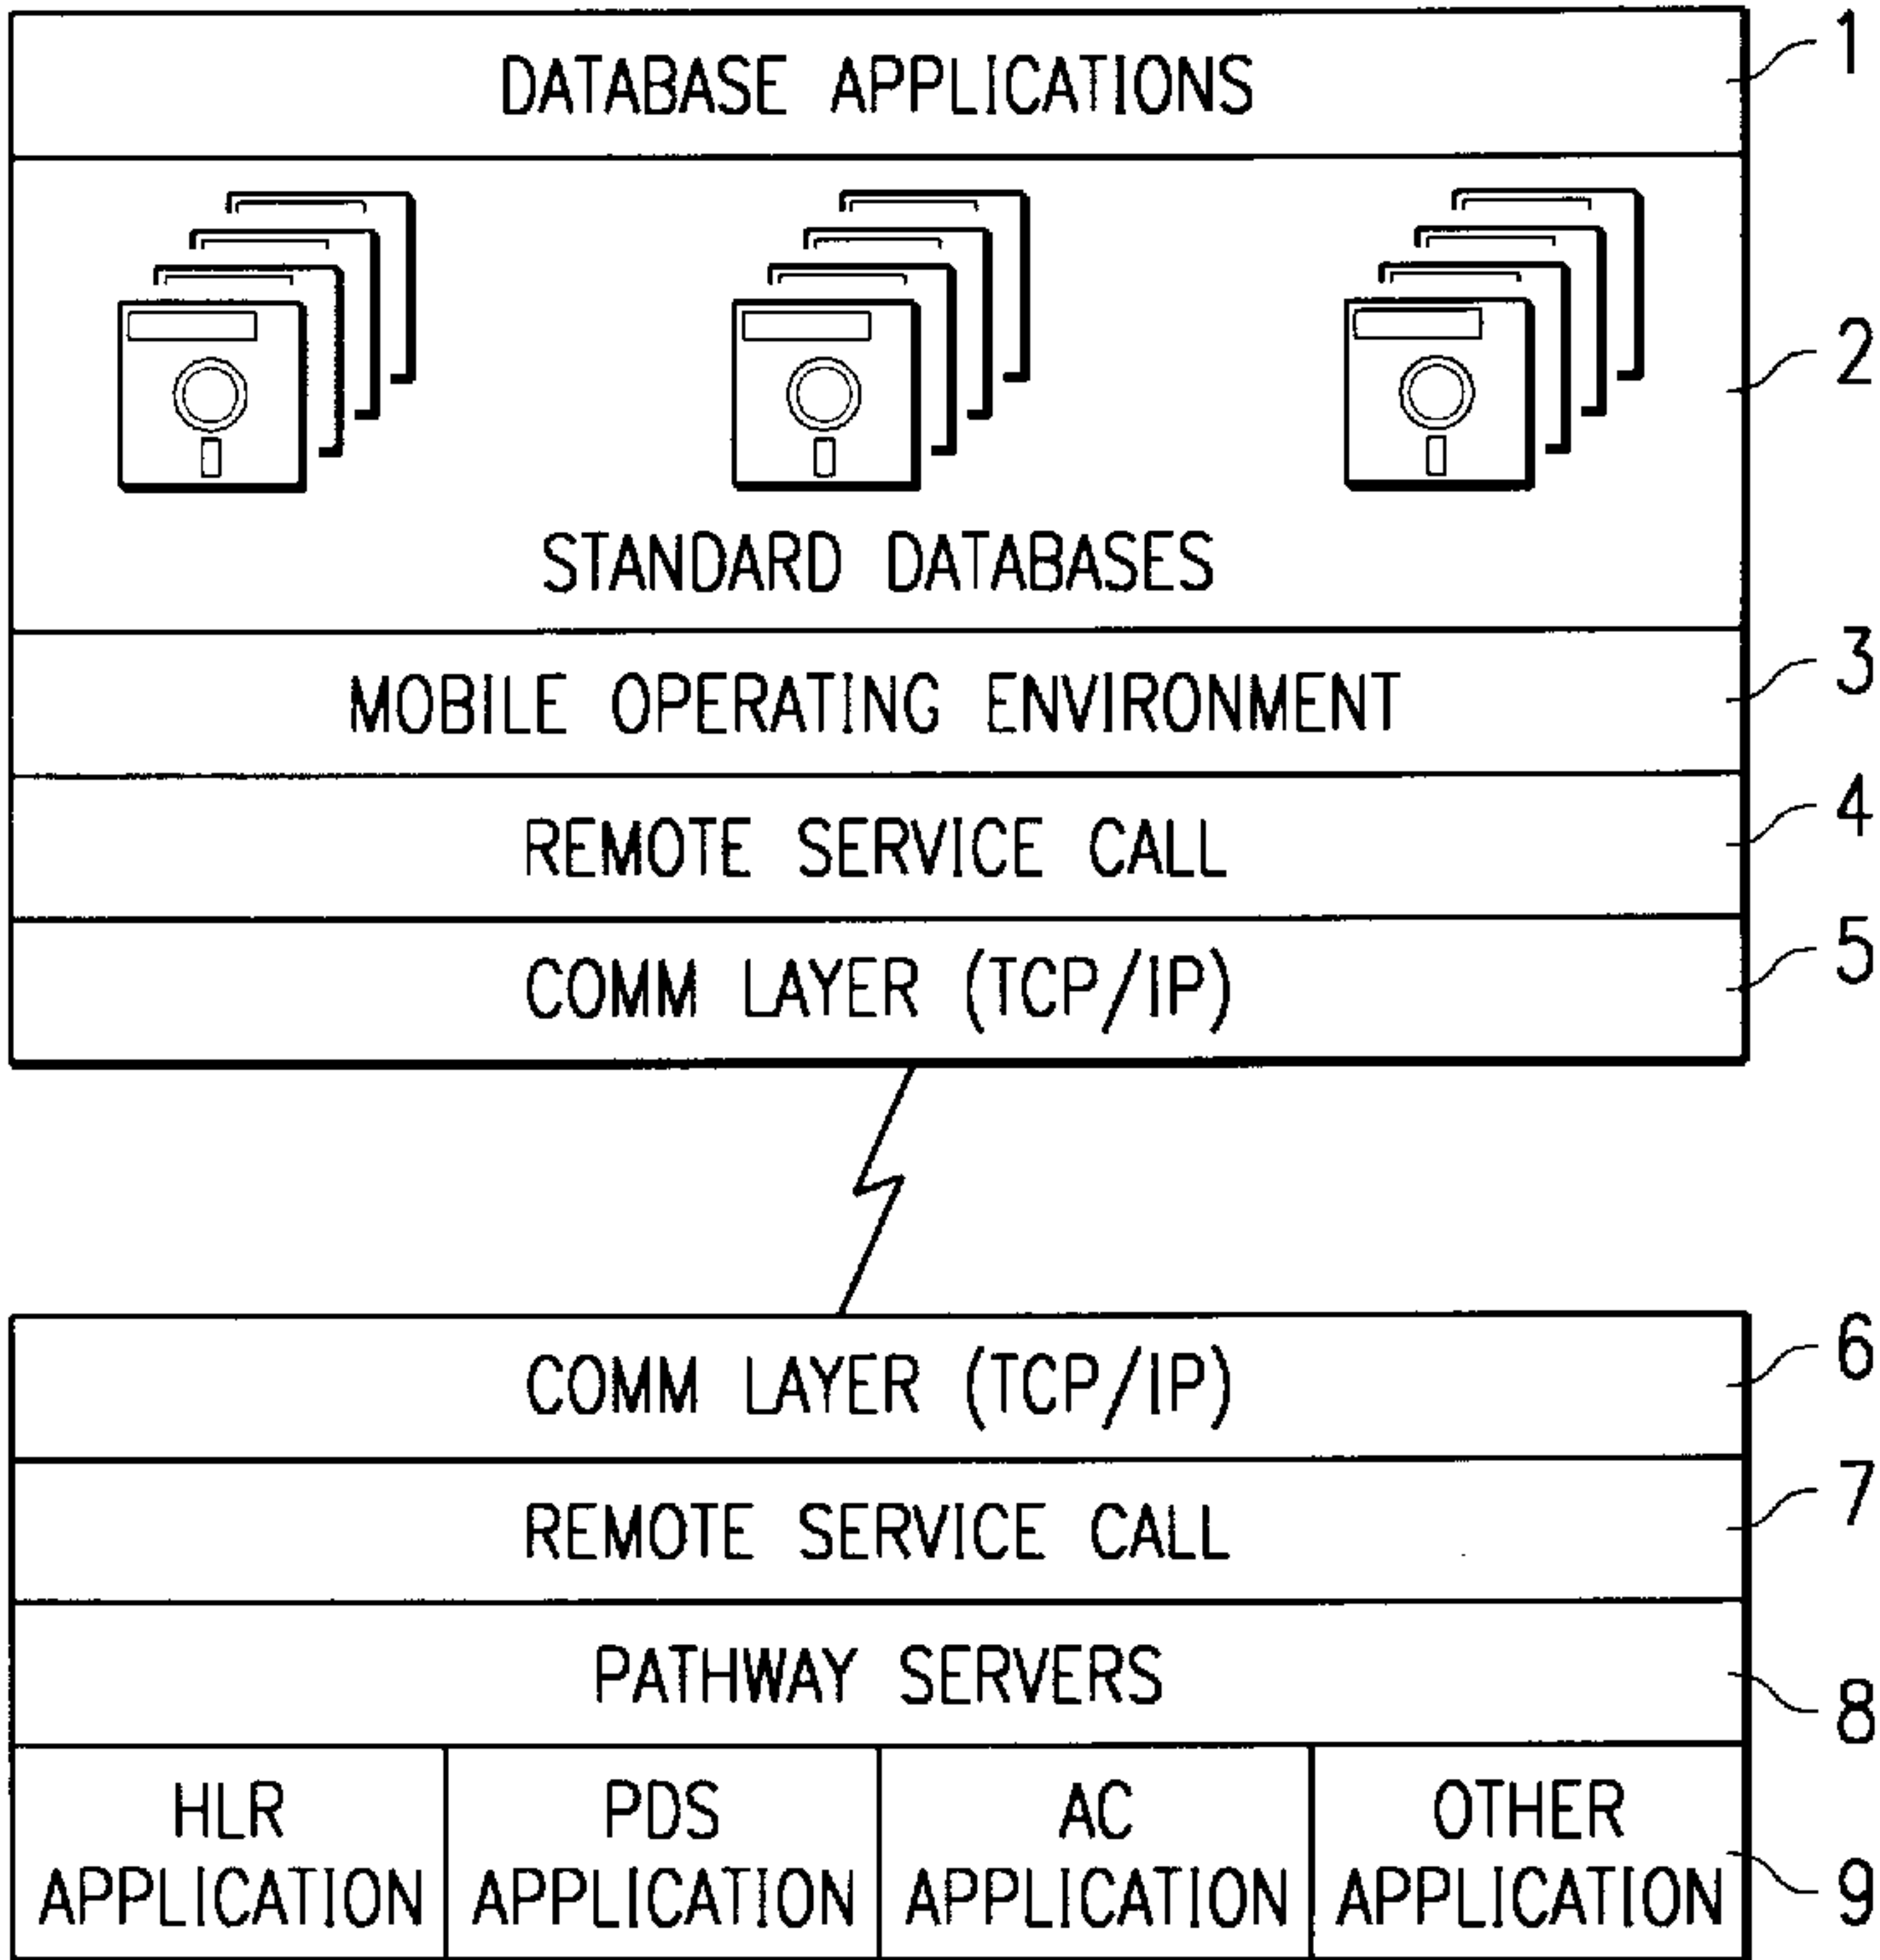 DATABASE APPLICATIONS
1
2
STANDARD DATABASES
MOBILE OPERATING ENVIRONMENT
3
REMOTE SERVICE CALL
4
COMM LAYER (TCP/IP)
5
COMM LAYER (TCP/IP)
6
REMOTE SERVICE CALL
7
PATHWAY SERVERS
8
HLR
APPLICATION
PDS
APPLICATION
AC
APPLICATION
OTHER
APPLICATION
9